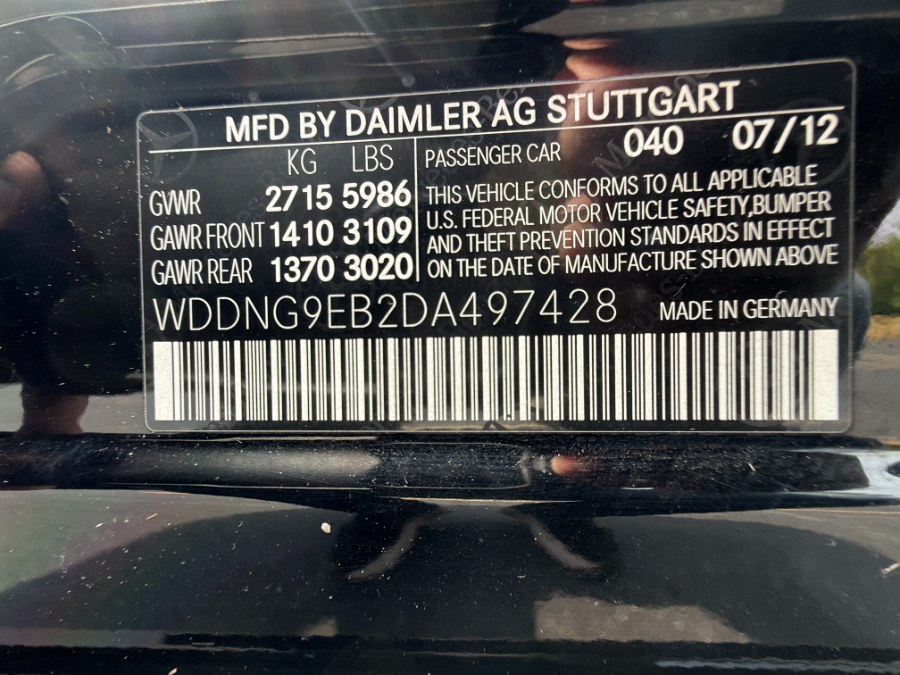 MFD BY DAIMLER AG STUTTGART
KG LBS
GVWR 2715 5986
GAWR FRONT 1410 3109
GAWR REAR 1370 3020
PASSENGER CAR 040 07/12
THIS VEHICLE CONFORMS TO ALL APPLICABLE
U.S. FEDERAL MOTOR VEHICLE SAFETY,BUMPER
AND THEFT PREVENTION STANDARDS IN EFFECT
ON THE DATE OF MANUFACTURE SHOWN ABOVE
WDDNG9EB2DA497428 MADE IN GERMANY